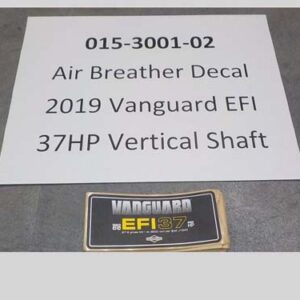 015-3001-02
Air Breather Decal
2019 Vanguard EFI
37HP Vertical Shaft
VANGUARD
EFI 37